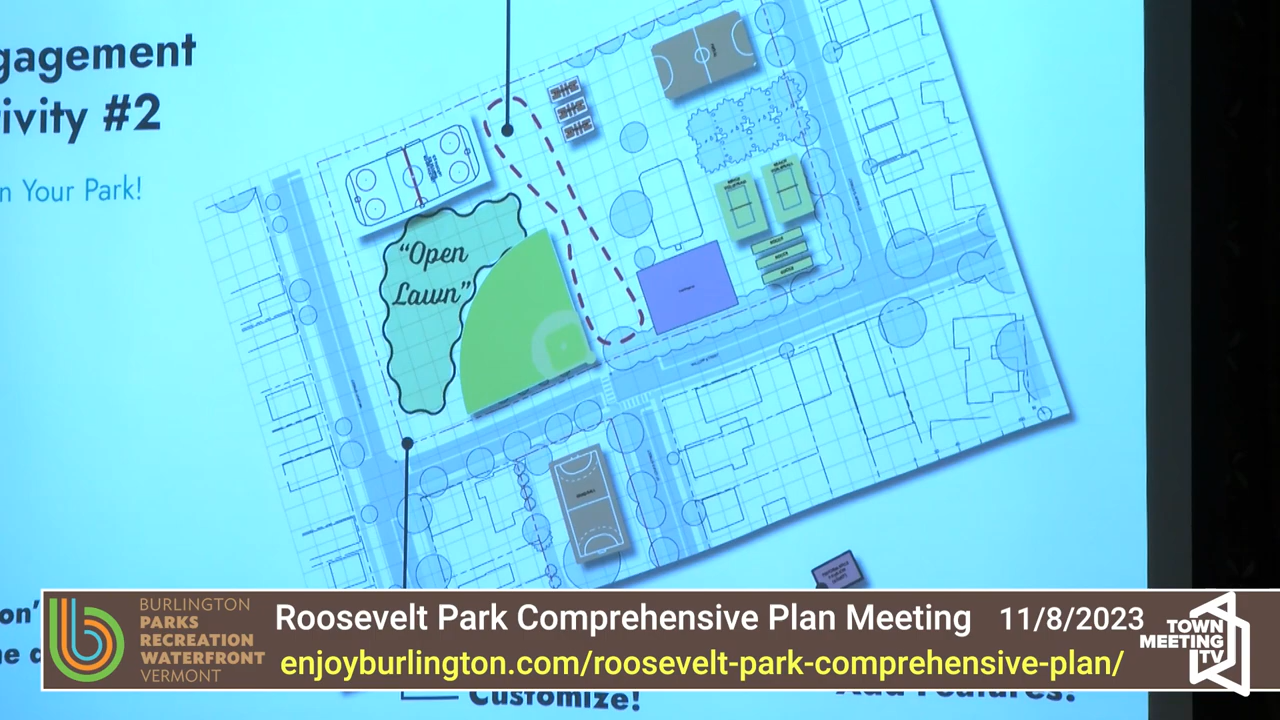 gagement
ivity #2
n Your Park!
"Open
Lawn"
on'
e
BURLINGTON
PARKS
RECREATION
WATERFRONT
VERMONT
Roosevelt Park Comprehensive Plan Meeting 11/8/2023
enjoyburlington.com/roosevelt-park-comprehensive-plan/
TOWN
MEETING
TV
Customize!
Add Features!